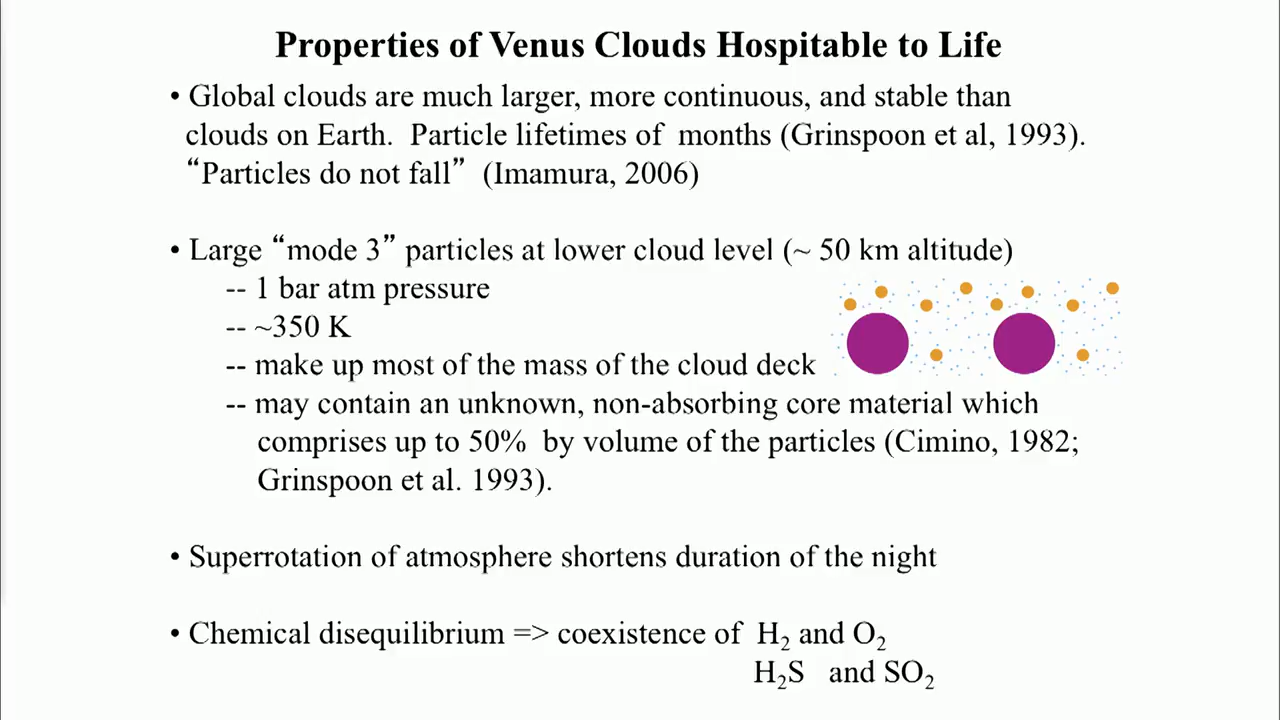 Properties of Venus Clouds Hospitable to Life
• Global clouds are much larger, more continuous, and stable than
clouds on Earth.  Particle lifetimes of  months (Grinspoon et al, 1993).
“Particles do not fall”  (Imamura, 2006)
• Large “mode 3” particles at lower cloud level (~ 50 km altitude)
-- 1 bar atm pressure
-- ~350 K
-- make up most of the mass of the cloud deck
-- may contain an unknown, non-absorbing core material which
comprises up to 50%  by volume of the particles (Cimino, 1982;
Grinspoon et al. 1993).
• Superrotation of atmosphere shortens duration of the night
• Chemical disequilibrium => coexistence of  H₂ and O₂
H₂S   and SO₂